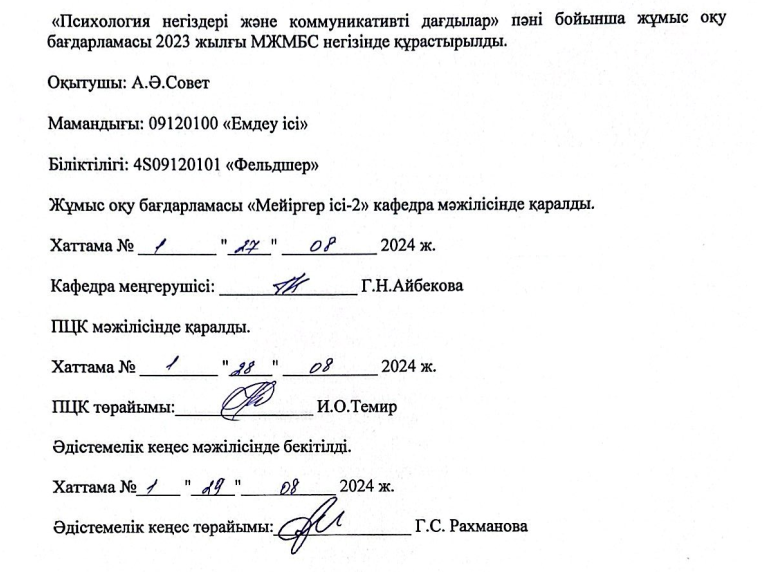 «Психология негіздері және коммуникативті дағдылар» пәні бойынша жұмыс оқу
бағдарламасы 2023 жылғы МЖМБС негізінде құрастырылды.
Оқытушы: А.Ә.Совет
Мамандығы: 09120100 «Емдеу ісі»
Біліктілігі: 4S09120101 «Фельдшер»
Жұмыс оқу бағдарламасы «Мейіргер ісі-2» кафедра мәжілісінде қаралды.
Хаттама № 1 "27" 08 2024 ж.
Кафедра меңгерушісі: Г.Н.Айбекова
ПЦК мәжілісінде қаралды.
Хаттама № 1 "28" 08 2024 ж.
ПЦК төрайымы: И.О.Темир
Әдістемелік кеңес мәжілісінде бекітілді.
Хаттама № 1 "29" 08 2024 ж.
Әдістемелік кеңес төрайымы: Г.С. Рахманова